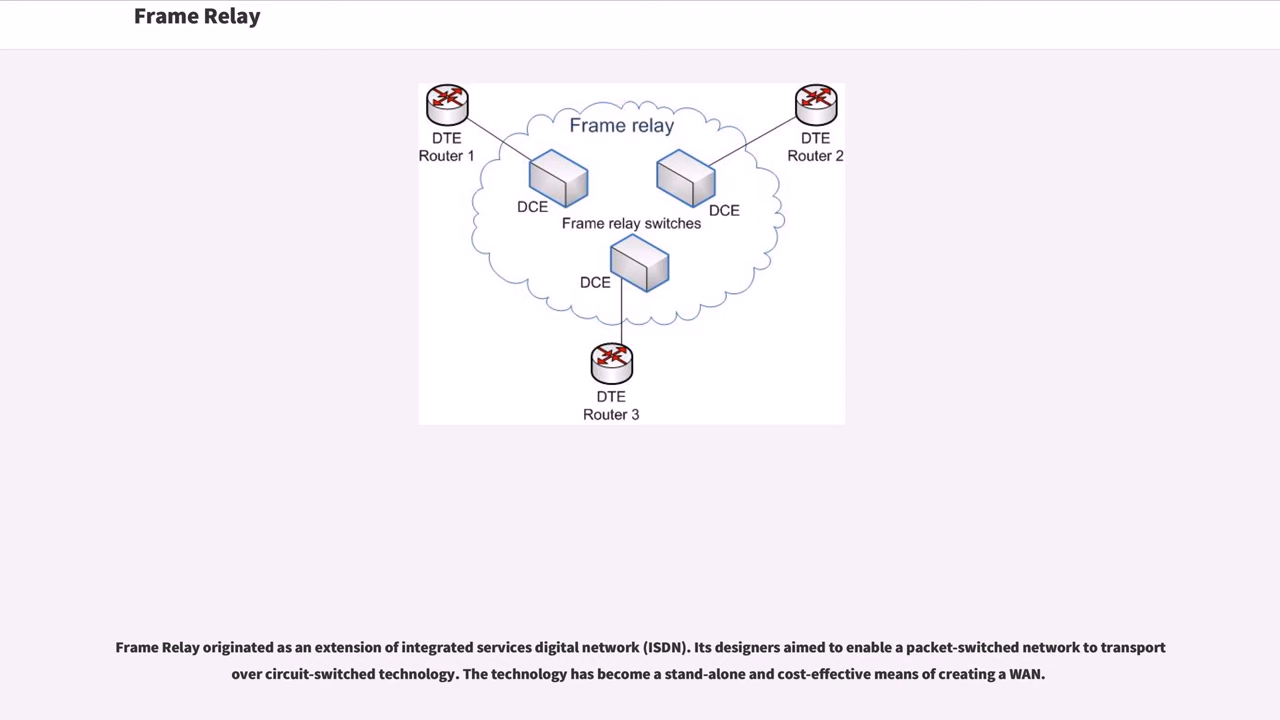 Frame Relay
Frame relay
DTE
Router 1
DTE
Router 2
DCE
DCE
Frame relay switches
DCE
DTE
Router 3
Frame Relay originated as an extension of integrated services digital network (ISDN). Its designers aimed to enable a packet-switched network to transport
over circuit-switched technology. The technology has become a stand-alone and cost-effective means of creating a WAN.